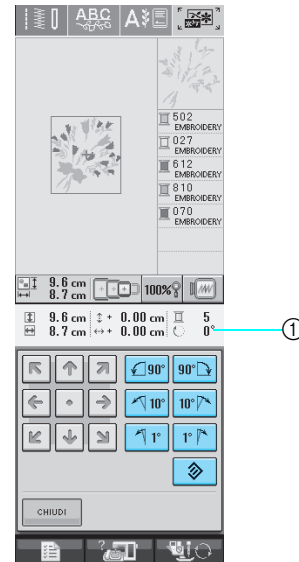 ABC A
502
EMBROIDERY
027
EMBROIDERY
612
EMBROIDERY
810
EMBROIDERY
070
EMBROIDERY
9.6 cm
8.7 cm
100%
9.6 cm + 0.00 cm 5
8.7 cm + 0.00 cm 0° 1
90° 90°
10° 10°
1° 1°
CHIUDI
?